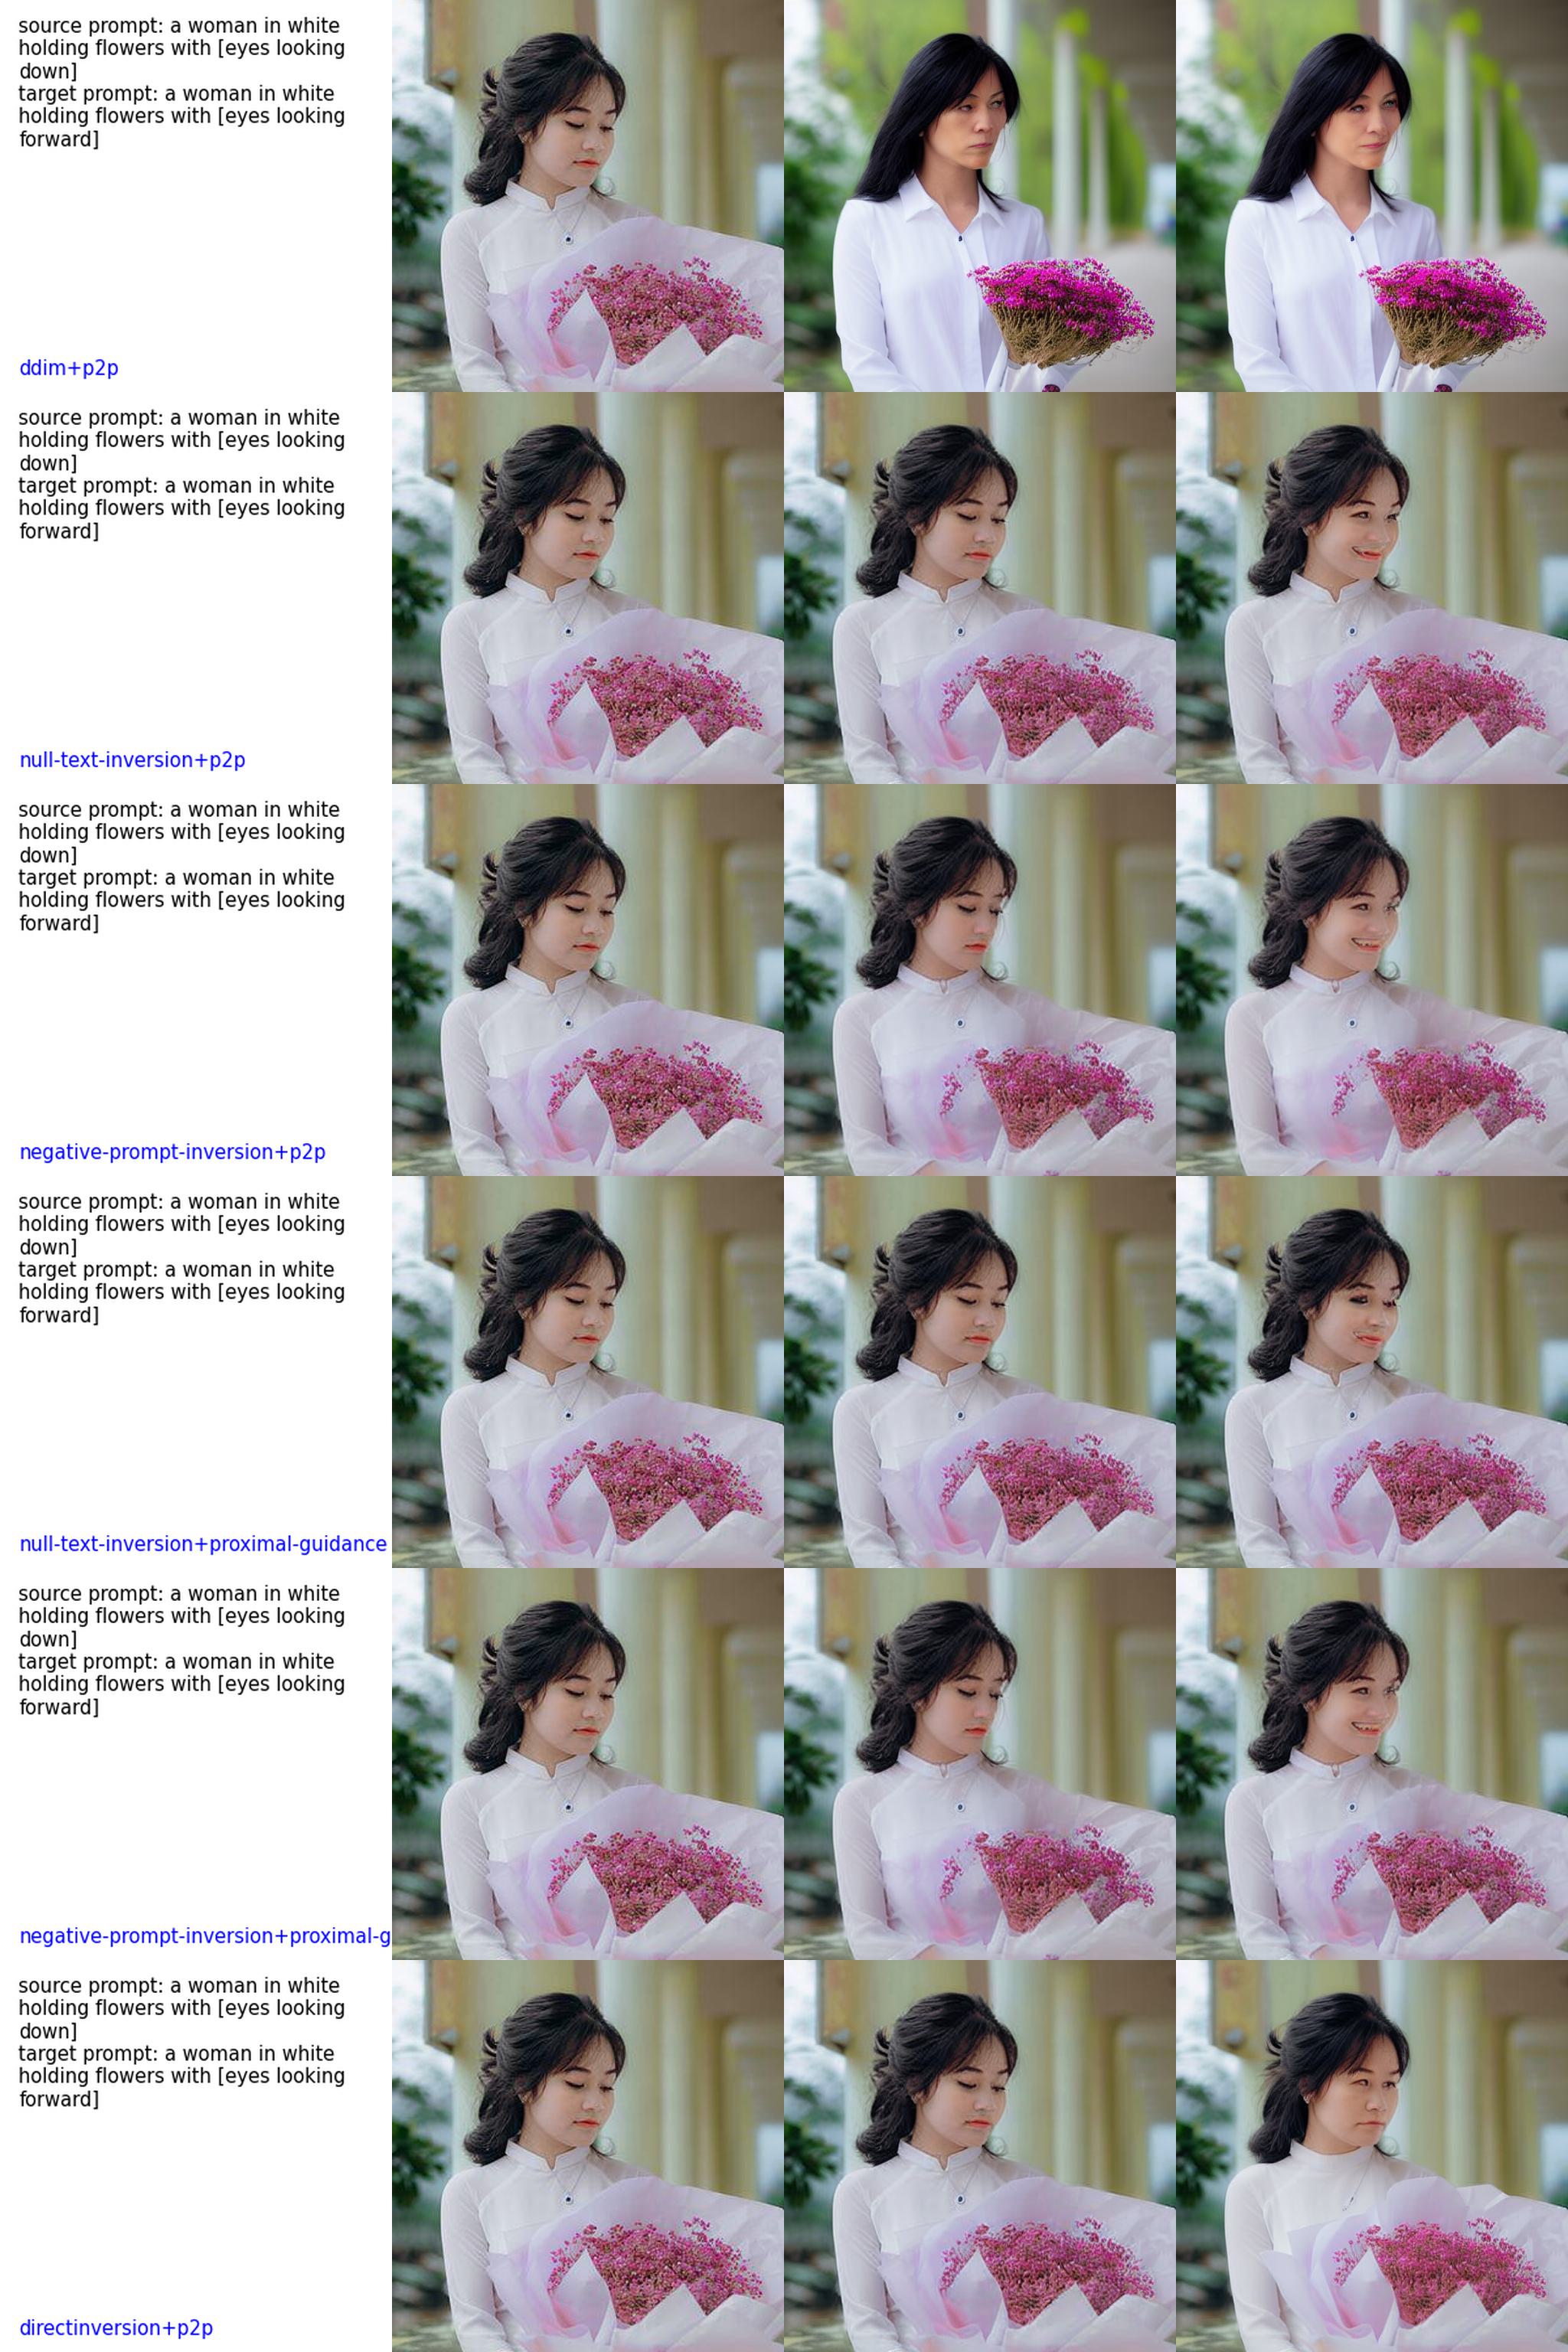 source prompt: a woman in white
holding flowers with [eyes looking
down]
target prompt: a woman in white
holding flowers with [eyes looking
forward]
ddim+p2p
source prompt: a woman in white
holding flowers with [eyes looking
down]
target prompt: a woman in white
holding flowers with [eyes looking
forward]
null-text-inversion+p2p
source prompt: a woman in white
holding flowers with [eyes looking
down]
target prompt: a woman in white
holding flowers with [eyes looking
forward]
negative-prompt-inversion+p2p
source prompt: a woman in white
holding flowers with [eyes looking
down]
target prompt: a woman in white
holding flowers with [eyes looking
forward]
null-text-inversion+proximal-guidance
source prompt: a woman in white
holding flowers with [eyes looking
down]
target prompt: a woman in white
holding flowers with [eyes looking
forward]
negative-prompt-inversion+proximal-g
source prompt: a woman in white
holding flowers with [eyes looking
down]
target prompt: a woman in white
holding flowers with [eyes looking
forward]
directinversion+p2p